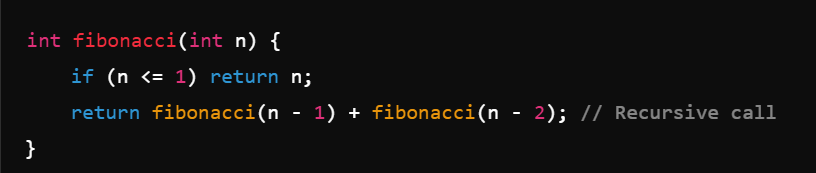 int fibonacci(int n) {
    if (n <= 1) return n;
    return fibonacci(n - 1) + fibonacci(n - 2); // Recursive call
}